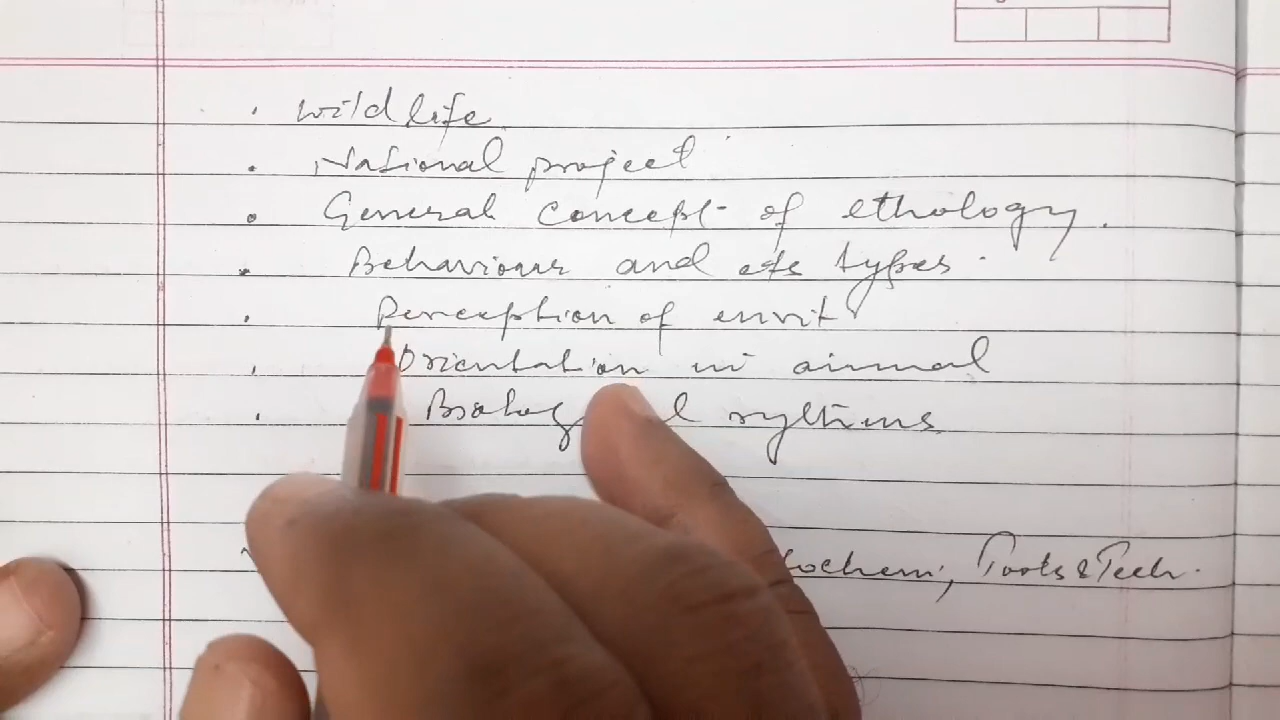 . Wildlife
. National project
. General concept of ethology.
. Behaviour and its types.
. Perception of envit
. Orientation in animal
. rythms
Tools & Tech.